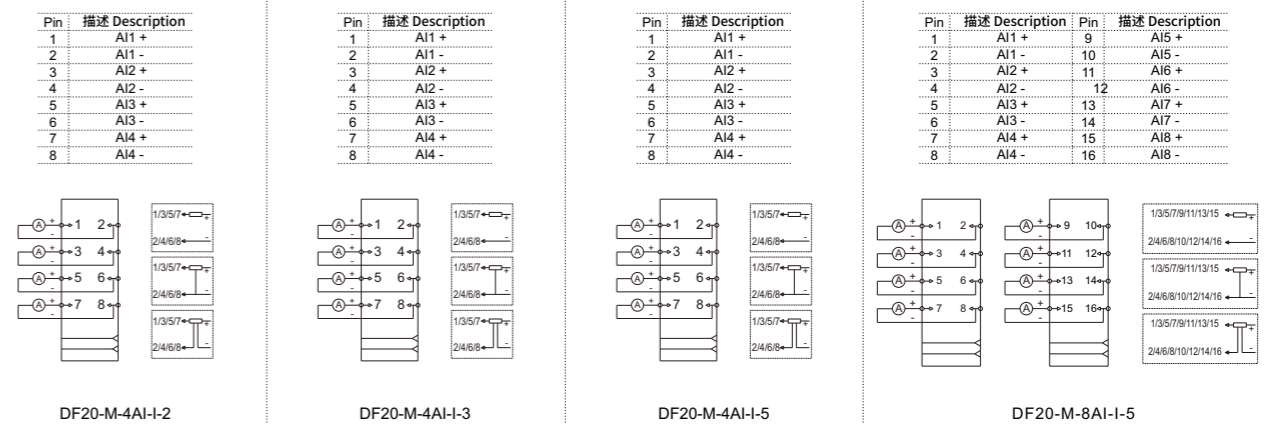 Pin 描述 Description
1 AI1 +
2 AI1 -
3 AI2 +
4 AI2 -
5 AI3 +
6 AI3 -
7 AI4 +
8 AI4 -
A + - 1 2
A + - 3 4
A + - 5 6
A + - 7 8
1/3/5/7 +
2/4/6/8 -
1/3/5/7 +
2/4/6/8 -
1/3/5/7 +
2/4/6/8 -
DF20-M-4AI-I-2
Pin 描述 Description
1 AI1 +
2 AI1 -
3 AI2 +
4 AI2 -
5 AI3 +
6 AI3 -
7 AI4 +
8 AI4 -
A + - 1 2
A + - 3 4
A + - 5 6
A + - 7 8
1/3/5/7 +
2/4/6/8 -
1/3/5/7 +
2/4/6/8 -
1/3/5/7 +
2/4/6/8 -
DF20-M-4AI-I-3
Pin 描述 Description
1 AI1 +
2 AI1 -
3 AI2 +
4 AI2 -
5 AI3 +
6 AI3 -
7 AI4 +
8 AI4 -
A + - 1 2
A + - 3 4
A + - 5 6
A + - 7 8
1/3/5/7 +
2/4/6/8 -
1/3/5/7 +
2/4/6/8 -
1/3/5/7 +
2/4/6/8 -
DF20-M-4AI-I-5
Pin 描述 Description Pin 描述 Description
1 AI1 + 9 AI5 +
2 AI1 - 10 AI5 -
3 AI2 + 11 AI6 +
4 AI2 - 12 AI6 -
5 AI3 + 13 AI7 +
6 AI3 - 14 AI7 -
7 AI4 + 15 AI8 +
8 AI4 - 16 AI8 -
A + - 1 2 A + - 9 10
A + - 3 4 A + - 11 12
A + - 5 6 A + - 13 14
A + - 7 8 A + - 15 16
1/3/5/7/9/11/13/15 +
2/4/6/8/10/12/14/16 -
1/3/5/7/9/11/13/15 +
2/4/6/8/10/12/14/16 -
1/3/5/7/9/11/13/15 +
2/4/6/8/10/12/14/16 -
DF20-M-8AI-I-5